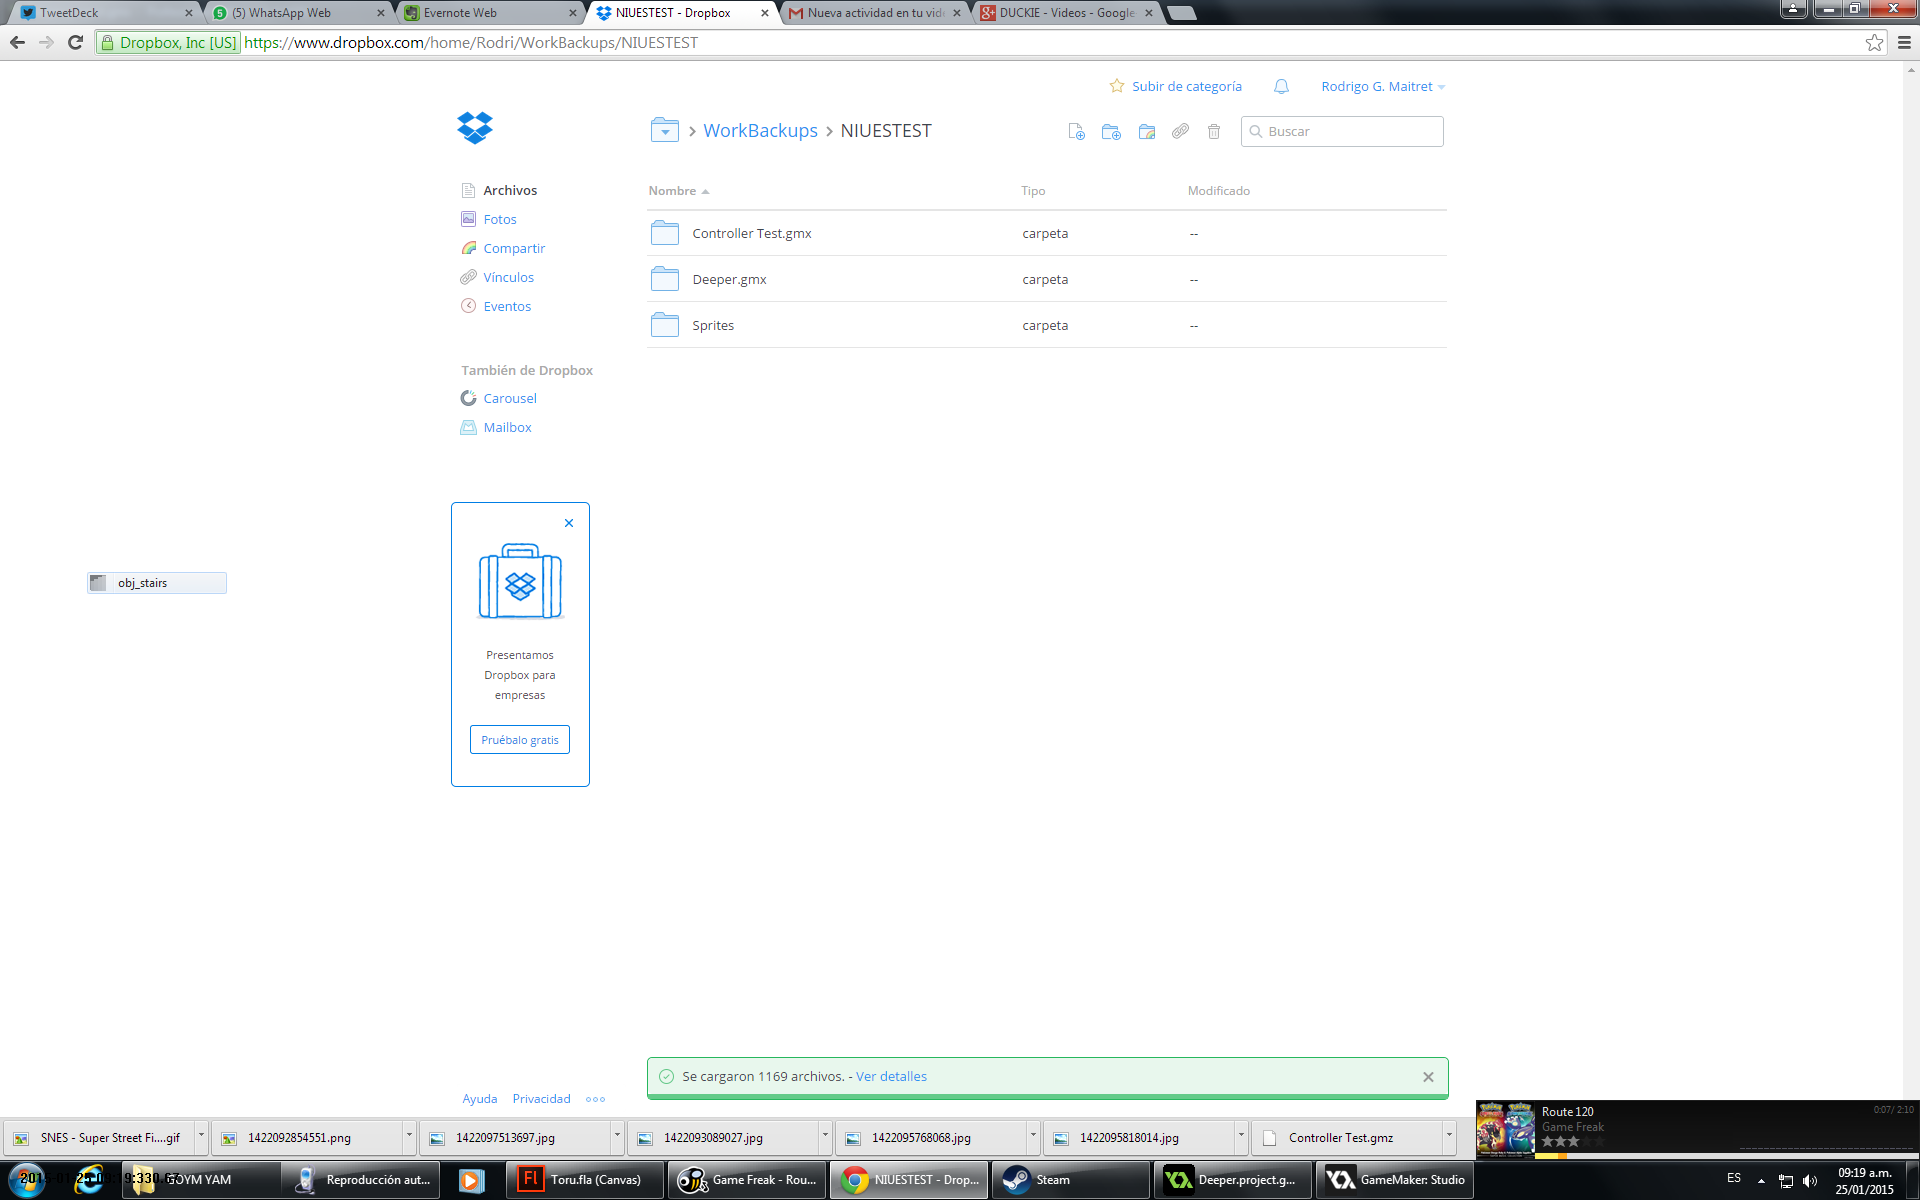 TweetDeck
(5) WhatsApp Web
Evernote Web
NIUESTEST - Dropbox
Nueva actividad en tu vide
DUCKIE - Videos - Google
Dropbox, Inc [US] https://www.dropbox.com/home/Rodri/WorkBackups/NIUESTEST
Subir de categoría
Rodrigo G. Maitret
WorkBackups > NIUESTEST
Buscar
Archivos
Fotos
Compartir
Vínculos
Eventos
También de Dropbox
Carousel
Mailbox
Nombre Tipo Modificado
Controller Test.gmx carpeta --
Deeper.gmx carpeta --
Sprites carpeta --
obj_stairs
Presentamos
Dropbox para
empresas
Pruébalo gratis
Se cargaron 1169 archivos. - Ver detalles
Ayuda Privacidad
SNES - Super Street Fi....gif
1422092854551.png
1422097513697.jpg
1422093089027.jpg
1422095768068.jpg
1422095818014.jpg
Controller Test.gmz
Route 120
Game Freak
0:07/ 2:10
YAM
Reproducción aut...
Toru.fla (Canvas)
Game Freak - Rou...
NIUESTEST - Drop...
Steam
Deeper.project.g...
GameMaker: Studio
ES
09:19 a.m.
25/01/2015